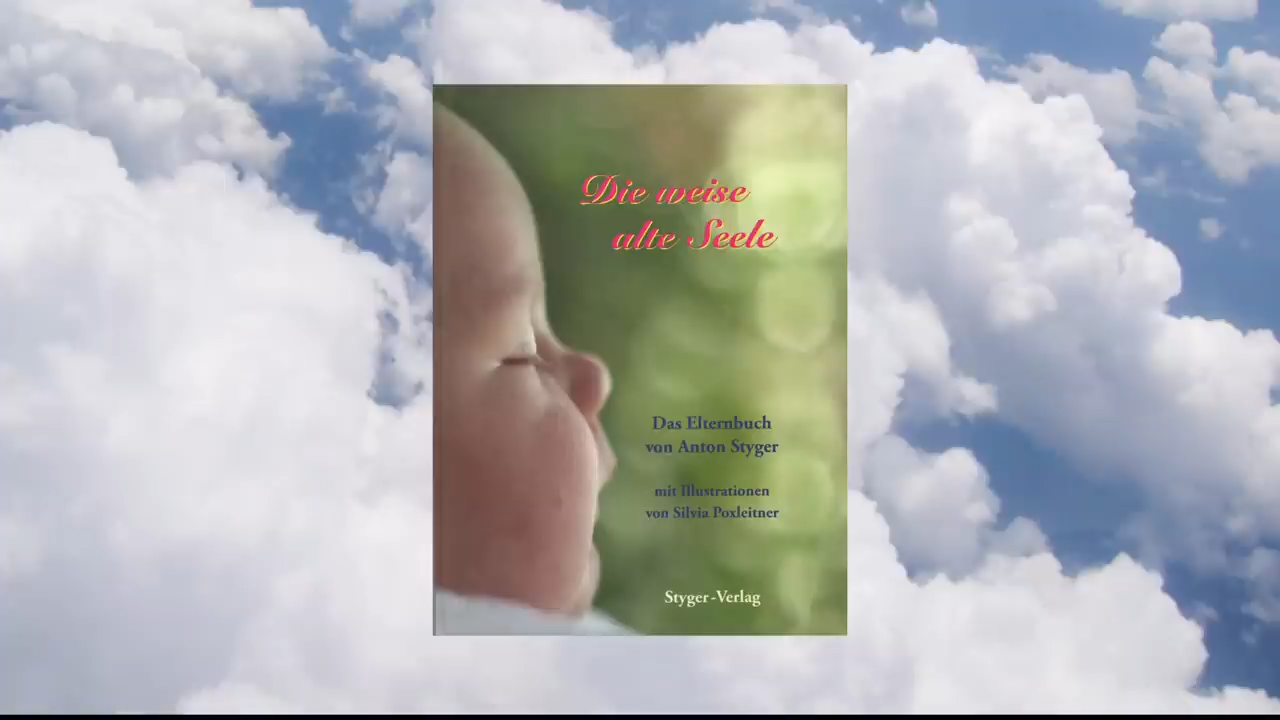 Die weise
alte Seele
Das Elternbuch
von Anton Styger
mit Illustrationen
von Silvia Poxleitner
Styger-Verlag